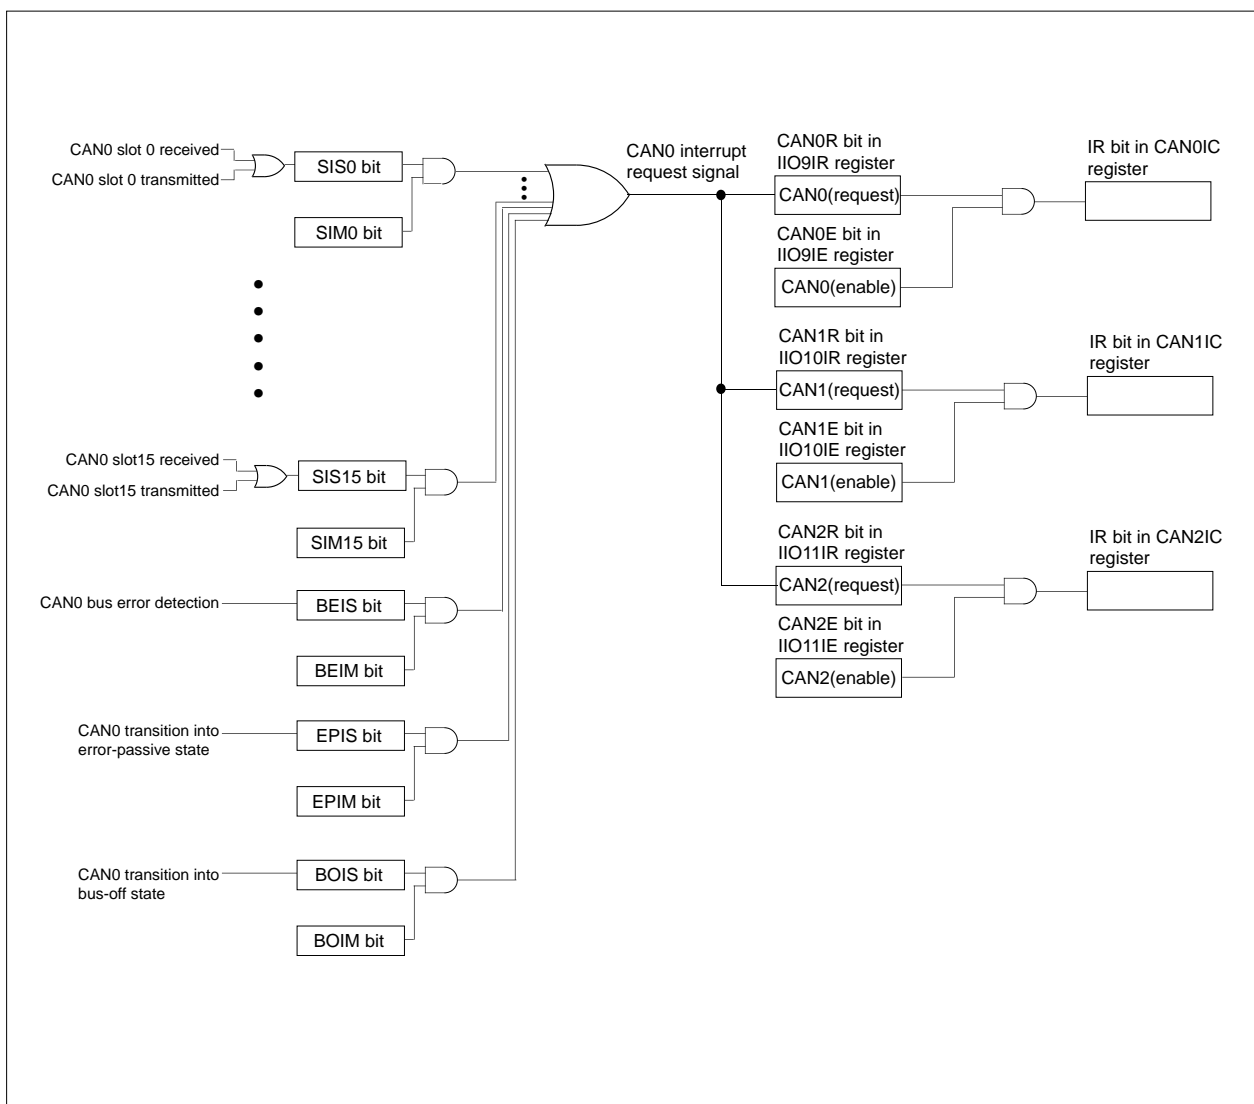 CAN0 slot 0 received
CAN0 slot 0 transmitted
SIS0 bit
SIM0 bit
CAN0 slot15 received
CAN0 slot15 transmitted
SIS15 bit
SIM15 bit
CAN0 bus error detection
BEIS bit
BEIM bit
CAN0 transition into
error-passive state
EPIS bit
EPIM bit
CAN0 transition into
bus-off state
BOIS bit
BOIM bit
CAN0 interrupt
request signal
CAN0R bit in
IIO9IR register
CAN0(request)
CAN0E bit in
IIO9IE register
CAN0(enable)
IR bit in CAN0IC
register
CAN1R bit in
IIO10IR register
CAN1(request)
CAN1E bit in
IIO10IE register
CAN1(enable)
IR bit in CAN1IC
register
CAN2R bit in
IIO11IR register
CAN2(request)
CAN2E bit in
IIO11IE register
CAN2(enable)
IR bit in CAN2IC
register